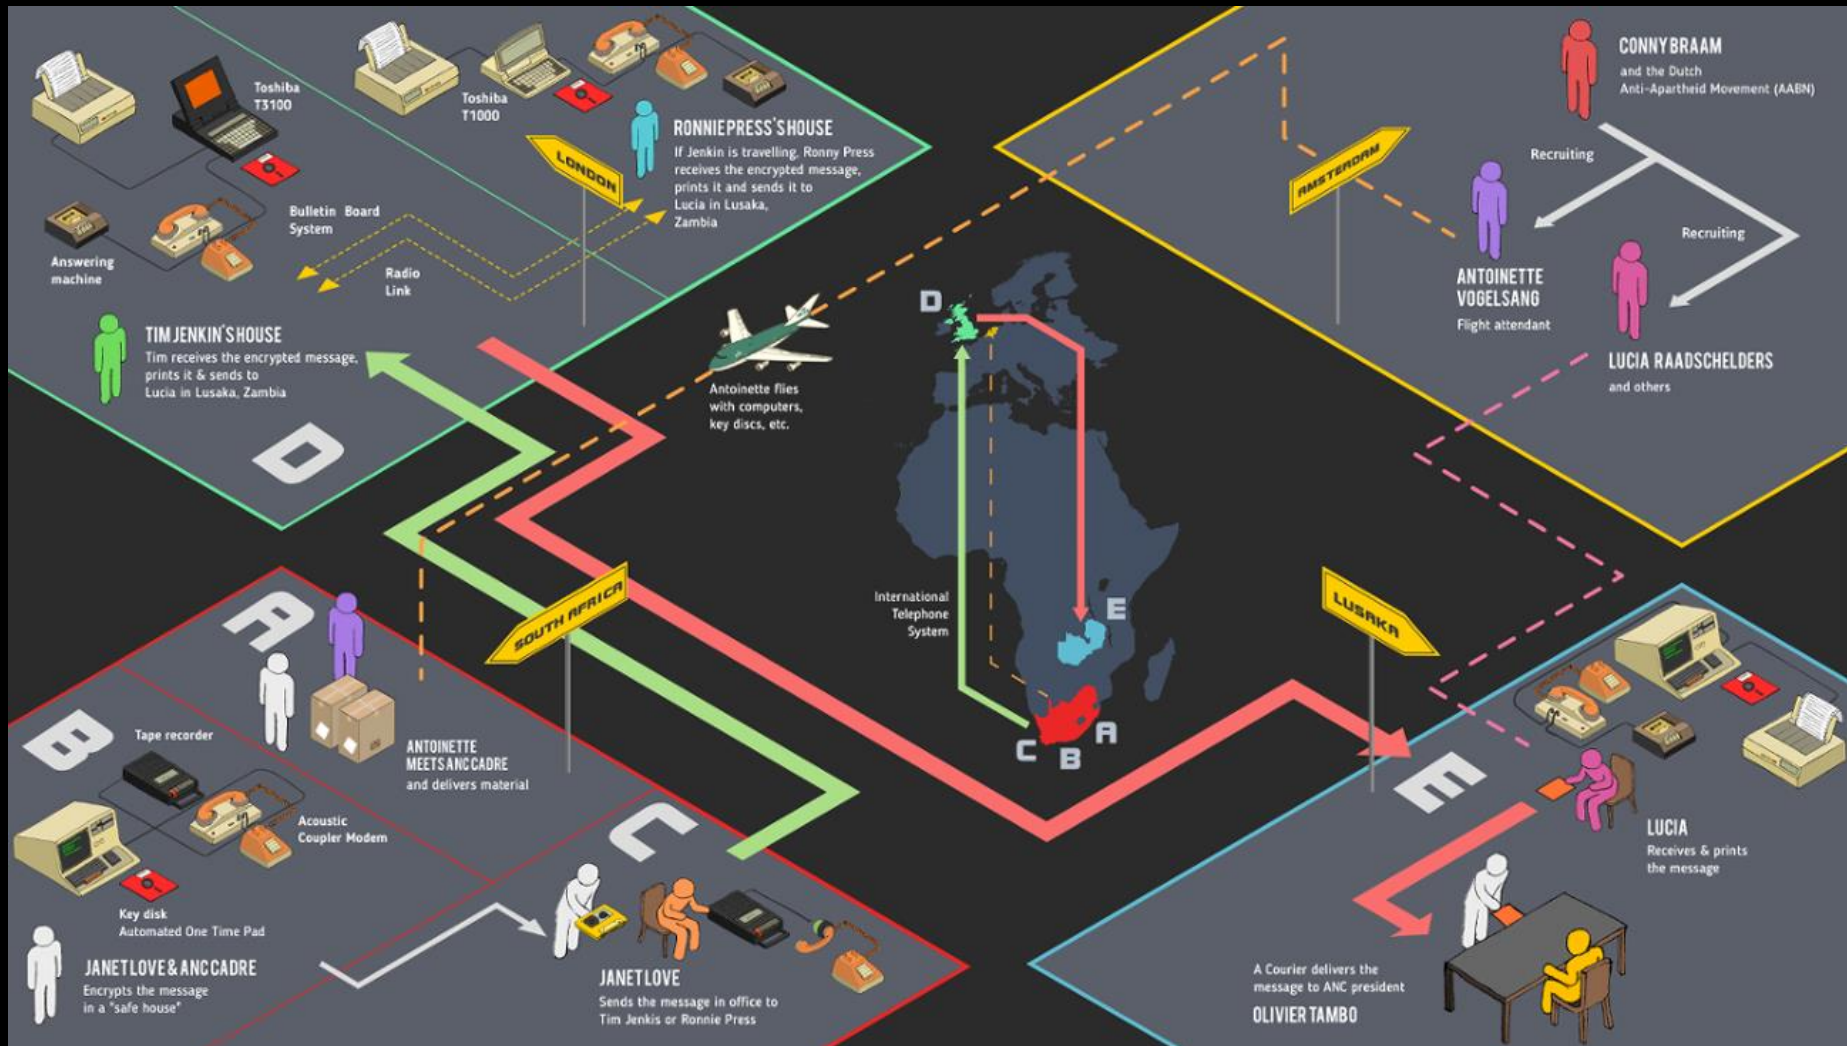 Toshiba
T3100
Toshiba
T1000
LONDON
RONNIE PRESS'S HOUSE
If Jenkin is travelling, Ronny Press
receives the encrypted message,
prints it and sends it to
Lucia in Lusaka,
Zambia
Bulletin Board
System
Radio
Link
Answering
machine
TIM JENKIN'S HOUSE
Tim receives the encrypted message,
prints it & sends to
Lucia in Lusaka, Zambia
D
Antoinette flies
with computers,
key discs, etc.
AMSTERDAM
CONNY BRAAM
and the Dutch
Anti-Apartheid Movement (AABN)
Recruiting
Recruiting
ANTOINETTE
VOGELSANG
Flight attendant
LUCIA RAADSCHELDERS
and others
D
International
Telephone
System
E
C
B
A
SOUTH AFRICA
A
ANTOINETTE
MEETS ANC CADRE
and delivers material
B
Tape recorder
Acoustic
Coupler Modem
Key disk
Automated One Time Pad
JANET LOVE & ANC CADRE
Encrypts the message
in a "safe house"
C
JANET LOVE
Sends the message in office to
Tim Jenkis or Ronnie Press
LUSAKA
E
LUCIA
Receives & prints
the message
A Courier delivers the
message to ANC president
OLIVIER TAMBO